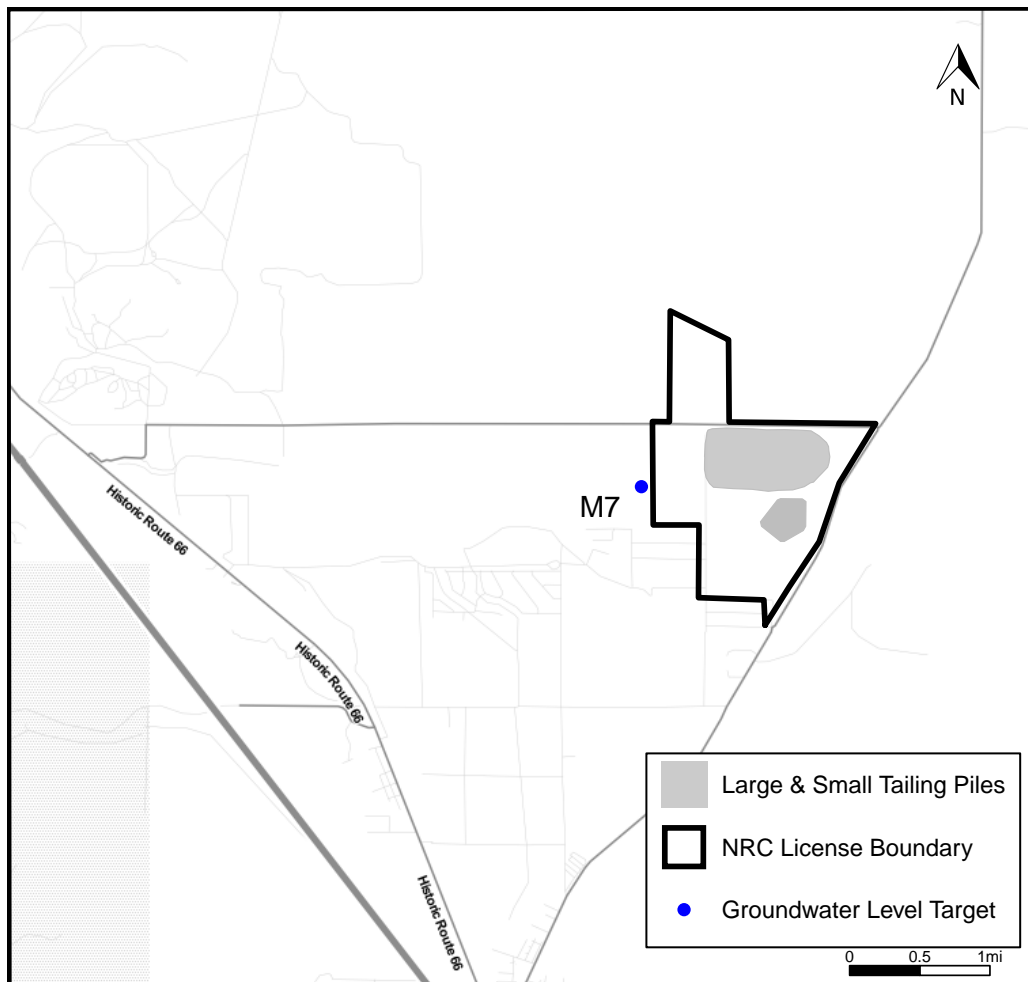 N
M7
Historic Route 66
Historic Route 66
Historic Route 66
Large & Small Tailing Piles
NRC License Boundary
Groundwater Level Target
0 0.5 1mi